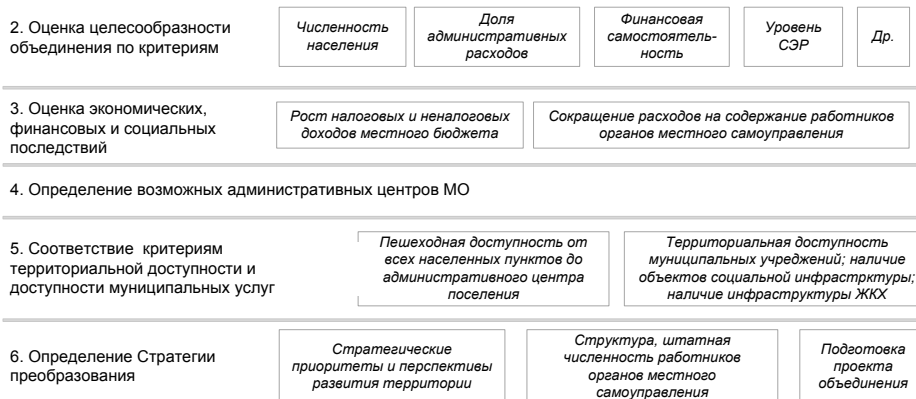 2. Оценка целесообразности
объединения по критериям
Численность
населения
Доля
административных
расходов
Финансовая
самостоятель-
ность
Уровень
СЭР
Др.
3. Оценка экономических,
финансовых и социальных
последствий
Рост налоговых и неналоговых
доходов местного бюджета
Сокращение расходов на содержание работников
органов местного самоуправления
4. Определение возможных административных центров МО
5. Соответствие критериям
территориальной доступности и
доступности муниципальных услуг
Пешеходная доступность от
всех населенных пунктов до
административного центра
поселения
Территориальная доступность
муниципальных учреждений; наличие
объектов социальной инфрастрктуры;
наличие инфраструктуры ЖКХ
6. Определение Стратегии
преобразования
Стратегические
приоритеты и перспективы
развития территории
Структура, штатная
численность работников
органов местного
самоуправления
Подготовка
проекта
объединения